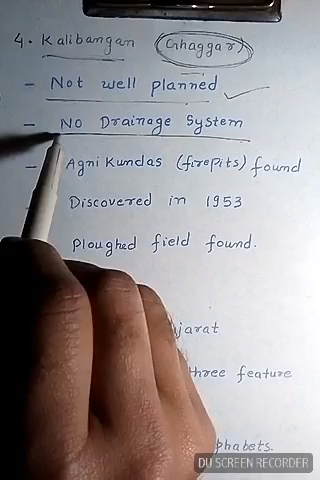 4. Kalibangan (Ghaggar)
- Not well planned
- NO Drainage System
- Agni Kundas (firepits) found
Discovered in 1953
Ploughed field found.
jarat
three feature
phabets.
DU SCREEN RECORDER